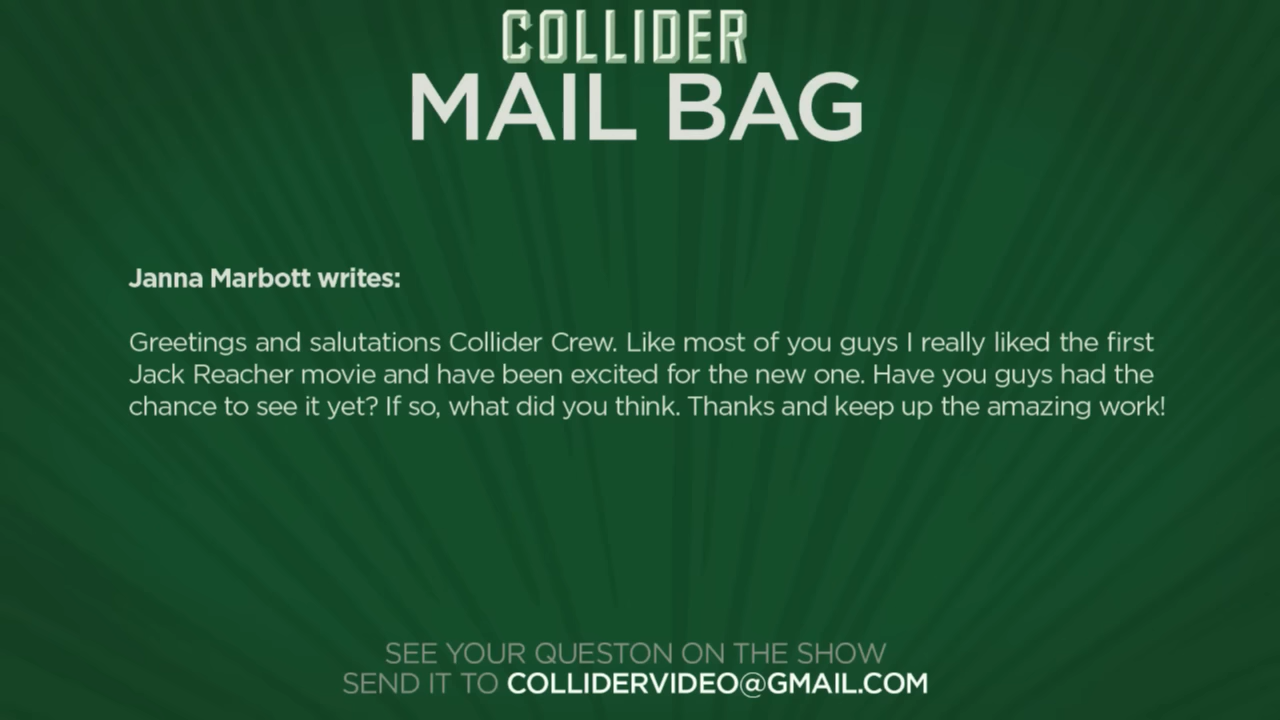 COLLIDER
MAIL BAG
Janna Marbott writes:
Greetings and salutations Collider Crew. Like most of you guys I really liked the first
Jack Reacher movie and have been excited for the new one. Have you guys had the
chance to see it yet? If so, what did you think. Thanks and keep up the amazing work!
SEE YOUR QUESTON ON THE SHOW
SEND IT TO COLLIDERVIDEO@GMAIL.COM